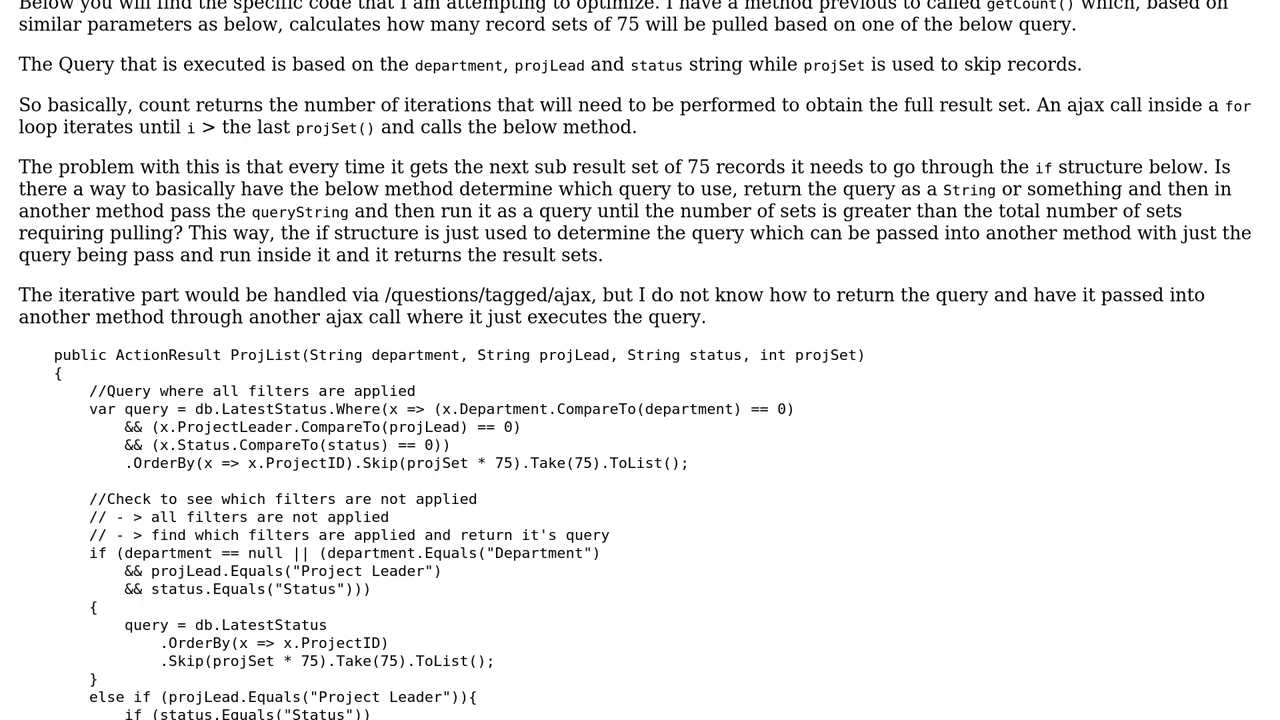 Below you will find the specific code that I am attempting to optimize. I have a method previous to called getCount() which, based on
similar parameters as below, calculates how many record sets of 75 will be pulled based on one of the below query.
The Query that is executed is based on the department, projLead and status string while projSet is used to skip records.
So basically, count returns the number of iterations that will need to be performed to obtain the full result set. An ajax call inside a for
loop iterates until i > the last projSet() and calls the below method.
The problem with this is that every time it gets the next sub result set of 75 records it needs to go through the if structure below. Is
there a way to basically have the below method determine which query to use, return the query as a String or something and then in
another method pass the queryString and then run it as a query until the number of sets is greater than the total number of sets
requiring pulling? This way, the if structure is just used to determine the query which can be passed into another method with just the
query being pass and run inside it and it returns the result sets.
The iterative part would be handled via /questions/tagged/ajax, but I do not know how to return the query and have it passed into
another method through another ajax call where it just executes the query.
public ActionResult ProjList(String department, String projLead, String status, int projSet)
{
//Query where all filters are applied
var query = db.LatestStatus.Where(x => (x.Department.CompareTo(department) == 0)
&& (x.ProjectLeader.CompareTo(projLead) == 0)
&& (x.Status.CompareTo(status) == 0))
.OrderBy(x => x.ProjectID).Skip(projSet * 75).Take(75).ToList();
//Check to see which filters are not applied
// - > all filters are not applied
// - > find which filters are applied and return it's query
if (department == null || (department.Equals("Department")
&& projLead.Equals("Project Leader")
&& status.Equals("Status")))
{
query = db.LatestStatus
.OrderBy(x => x.ProjectID)
.Skip(projSet * 75).Take(75).ToList();
}
else if (projLead.Equals("Project Leader")){
if (status.Equals("Status"))